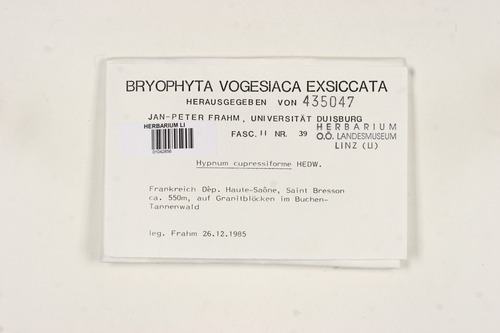 BRYOPHYTA VOGESIACA EXSICCATA
HERAUSGEGEBEN VON 435047
JAN-PETER FRAHM, UNIVERSITÄT DUISBURG
HERBARIUM LI
FASC. II NR. 39
HERBARIUM
O.Ö. LANDESMUSEUM
LINZ (LI)
Hypnum cupressiforme HEDW.
Frankreich Dèp. Haute-Saône, Saint Bresson
ca. 550m, auf Granitblöcken im Buchen-
Tannenwald
leg. Frahm 26.12.1985